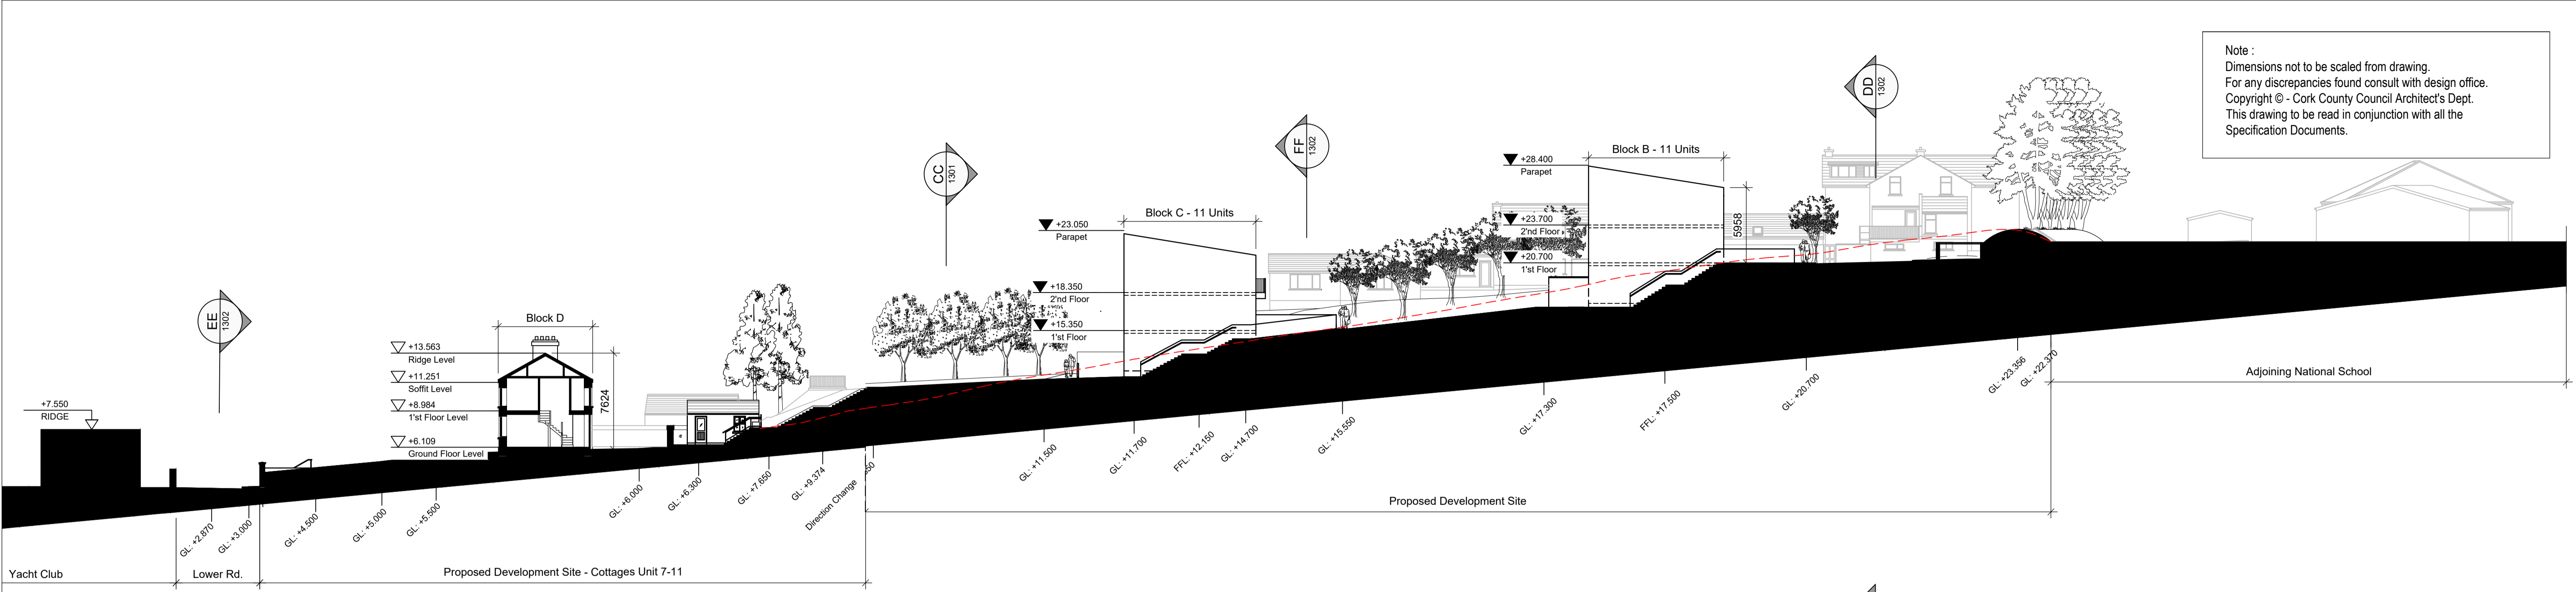 Note :
Dimensions not to be scaled from drawing.
For any discrepancies found consult with design office.
Copyright © - Cork County Council Architect's Dept.
This drawing to be read in conjunction with all the
Specification Documents.
DD
1302
FF
1302
CC
1301
EE
1302
Block B - 11 Units
+28.400
Parapet
+23.700
2'nd Floor
+20.700
1'st Floor
5958
Block C - 11 Units
+23.050
Parapet
+18.350
2'nd Floor
+15.350
1'st Floor
Block D
+13.563
Ridge Level
+11.251
Soffit Level
+8.984
1'st Floor Level
+6.109
Ground Floor Level
7624
+7.550
RIDGE
GL: +2.870
GL: +3.000
GL: +4.500
GL: +5.000
GL: +5.500
GL: +6.000
GL: +6.300
GL: +7.650
GL: +9.374
Direction Change
GL: +11.500
GL: +11.700
FFL: +12.150
GL: +14.700
GL: +15.550
GL: +17.300
FFL: +17.500
GL: +20.700
GL: +23.356
GL: +22.370
Adjoining National School
Proposed Development Site
Yacht Club
Lower Rd.
Proposed Development Site - Cottages Unit 7-11